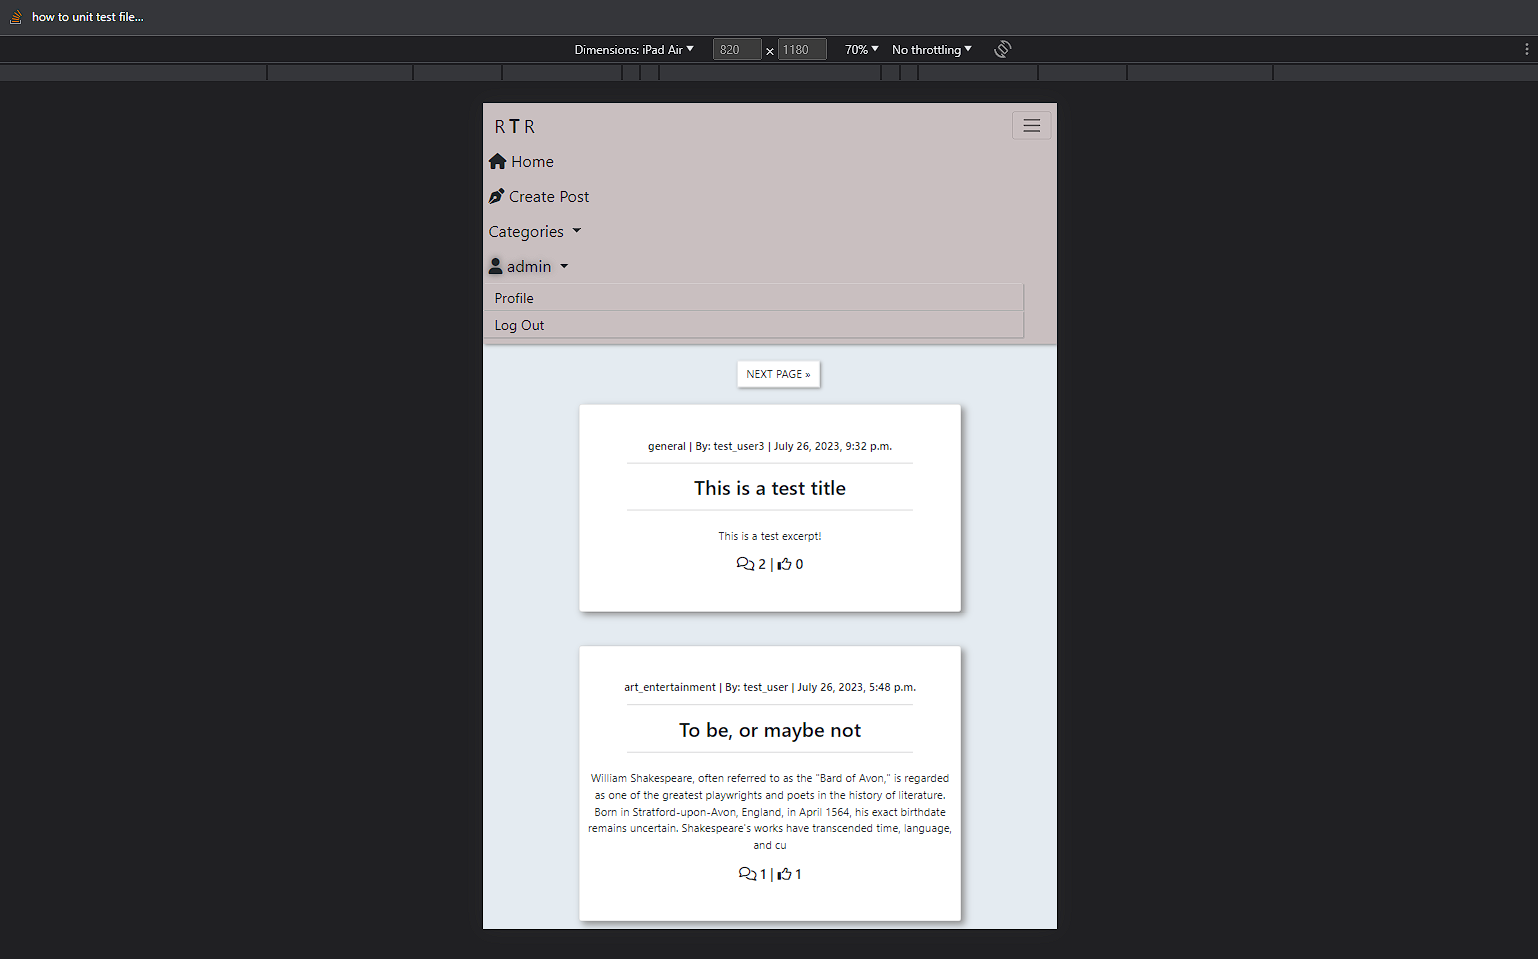 how to unit test file...
Dimensions: iPad Air 820 x 1180 70% No throttling
R T R
Home
Create Post
Categories
admin
Profile
Log Out
NEXT PAGE »
general | By: test_user3 | July 26, 2023, 9:32 p.m.
This is a test title
This is a test excerpt!
2 | 0
art_entertainment | By: test_user | July 26, 2023, 5:48 p.m.
To be, or maybe not
William Shakespeare, often referred to as the "Bard of Avon," is regarded
as one of the greatest playwrights and poets in the history of literature.
Born in Stratford-upon-Avon, England, in April 1564, his exact birthdate
remains uncertain. Shakespeare's works have transcended time, language,
and cu
1 | 1